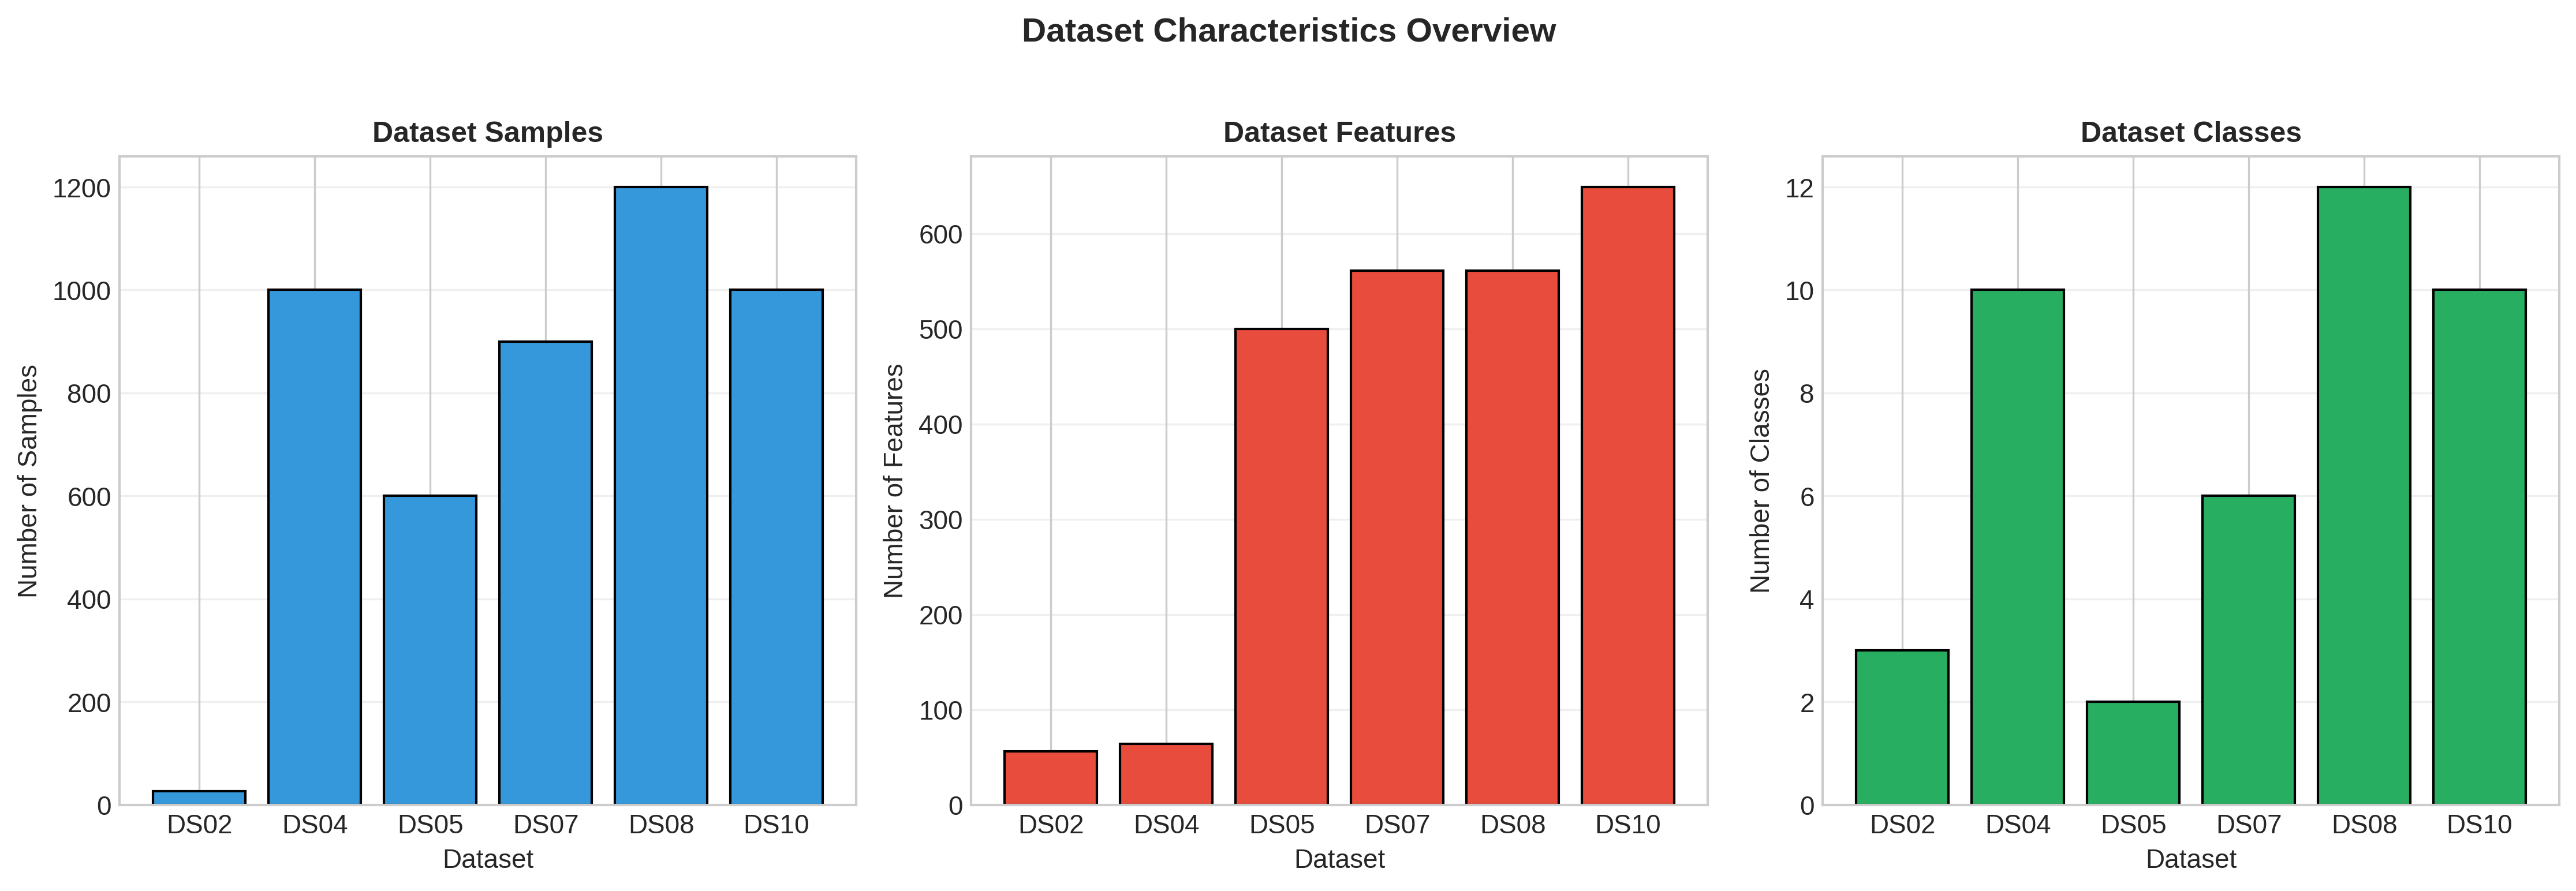 Dataset Characteristics Overview
Dataset Samples
Number of Samples
1200
1000
800
600
400
200
0
DS02 DS04 DS05 DS07 DS08 DS10
Dataset
Dataset Features
Number of Features
600
500
400
300
200
100
0
DS02 DS04 DS05 DS07 DS08 DS10
Dataset
Dataset Classes
Number of Classes
12
10
8
6
4
2
0
DS02 DS04 DS05 DS07 DS08 DS10
Dataset